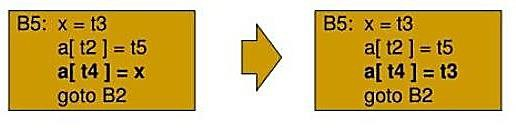 B5: x = t3
a[ t2 ] = t5
a[ t4 ] = x
goto B2
B5: x = t3
a[ t2 ] = t5
a[ t4 ] = t3
goto B2